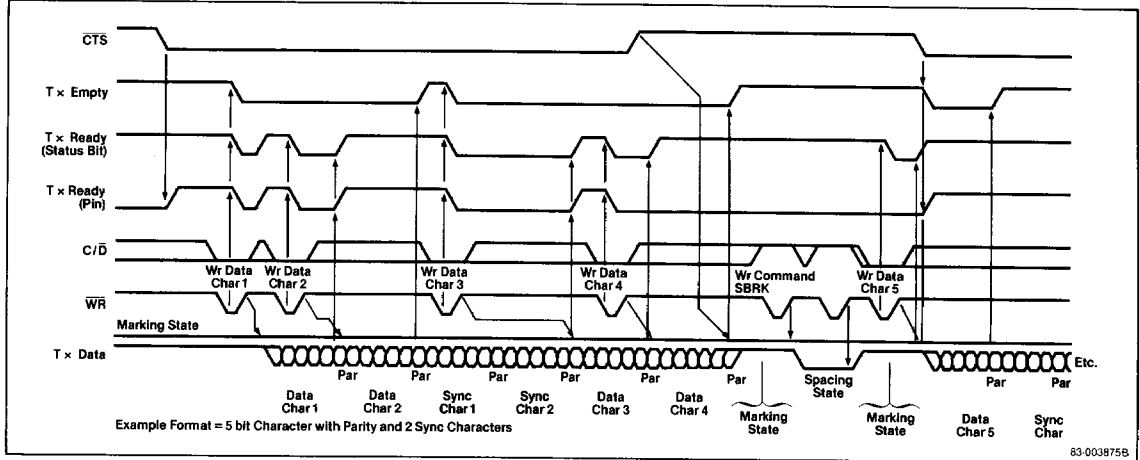 CTS
T × Empty
T × Ready
(Status Bit)
T × Ready
(Pin)
C/D
Wr Data
Char 1
Wr Data
Char 2
Wr Data
Char 3
Wr Data
Char 4
Wr Command
SBRK
Wr Data
Char 5
WR
Marking State
T × Data
Etc.
Par
Par
Par
Par
Par
Par
Par
Par
Data
Char 1
Data
Char 2
Sync
Char 1
Sync
Char 2
Data
Char 3
Data
Char 4
Marking
State
Spacing
State
Marking
State
Data
Char 5
Sync
Char
Example Format = 5 bit Character with Parity and 2 Sync Characters
83-003875B